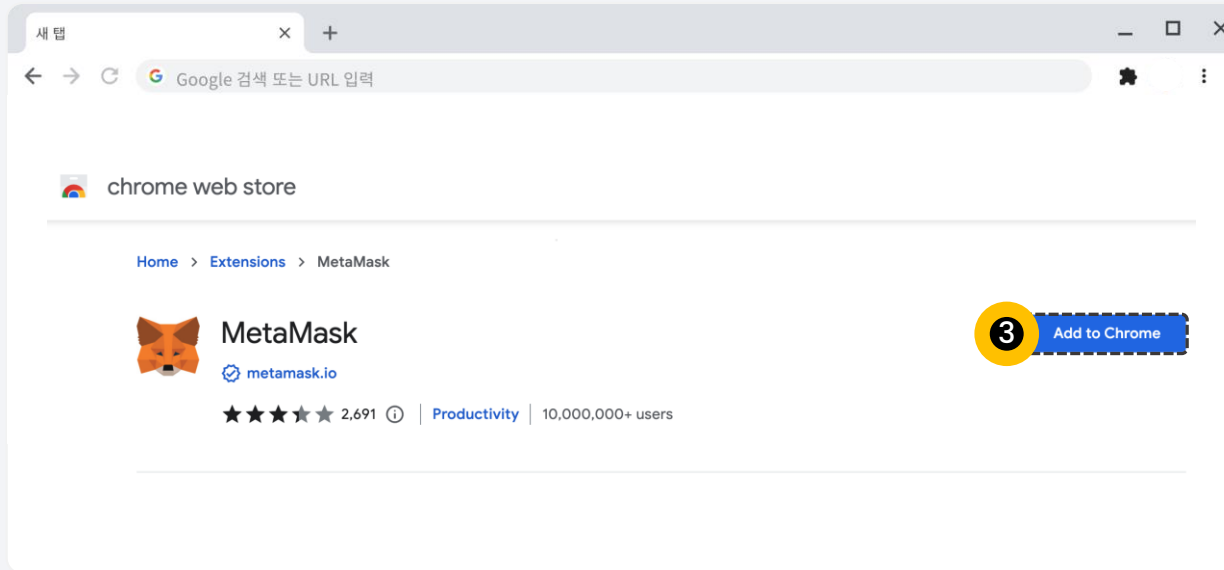 새 탭
Google 검색 또는 URL 입력
chrome web store
Home > Extensions > MetaMask
MetaMask
3 Add to Chrome
metamask.io
2,691 | Productivity | 10,000,000+ users